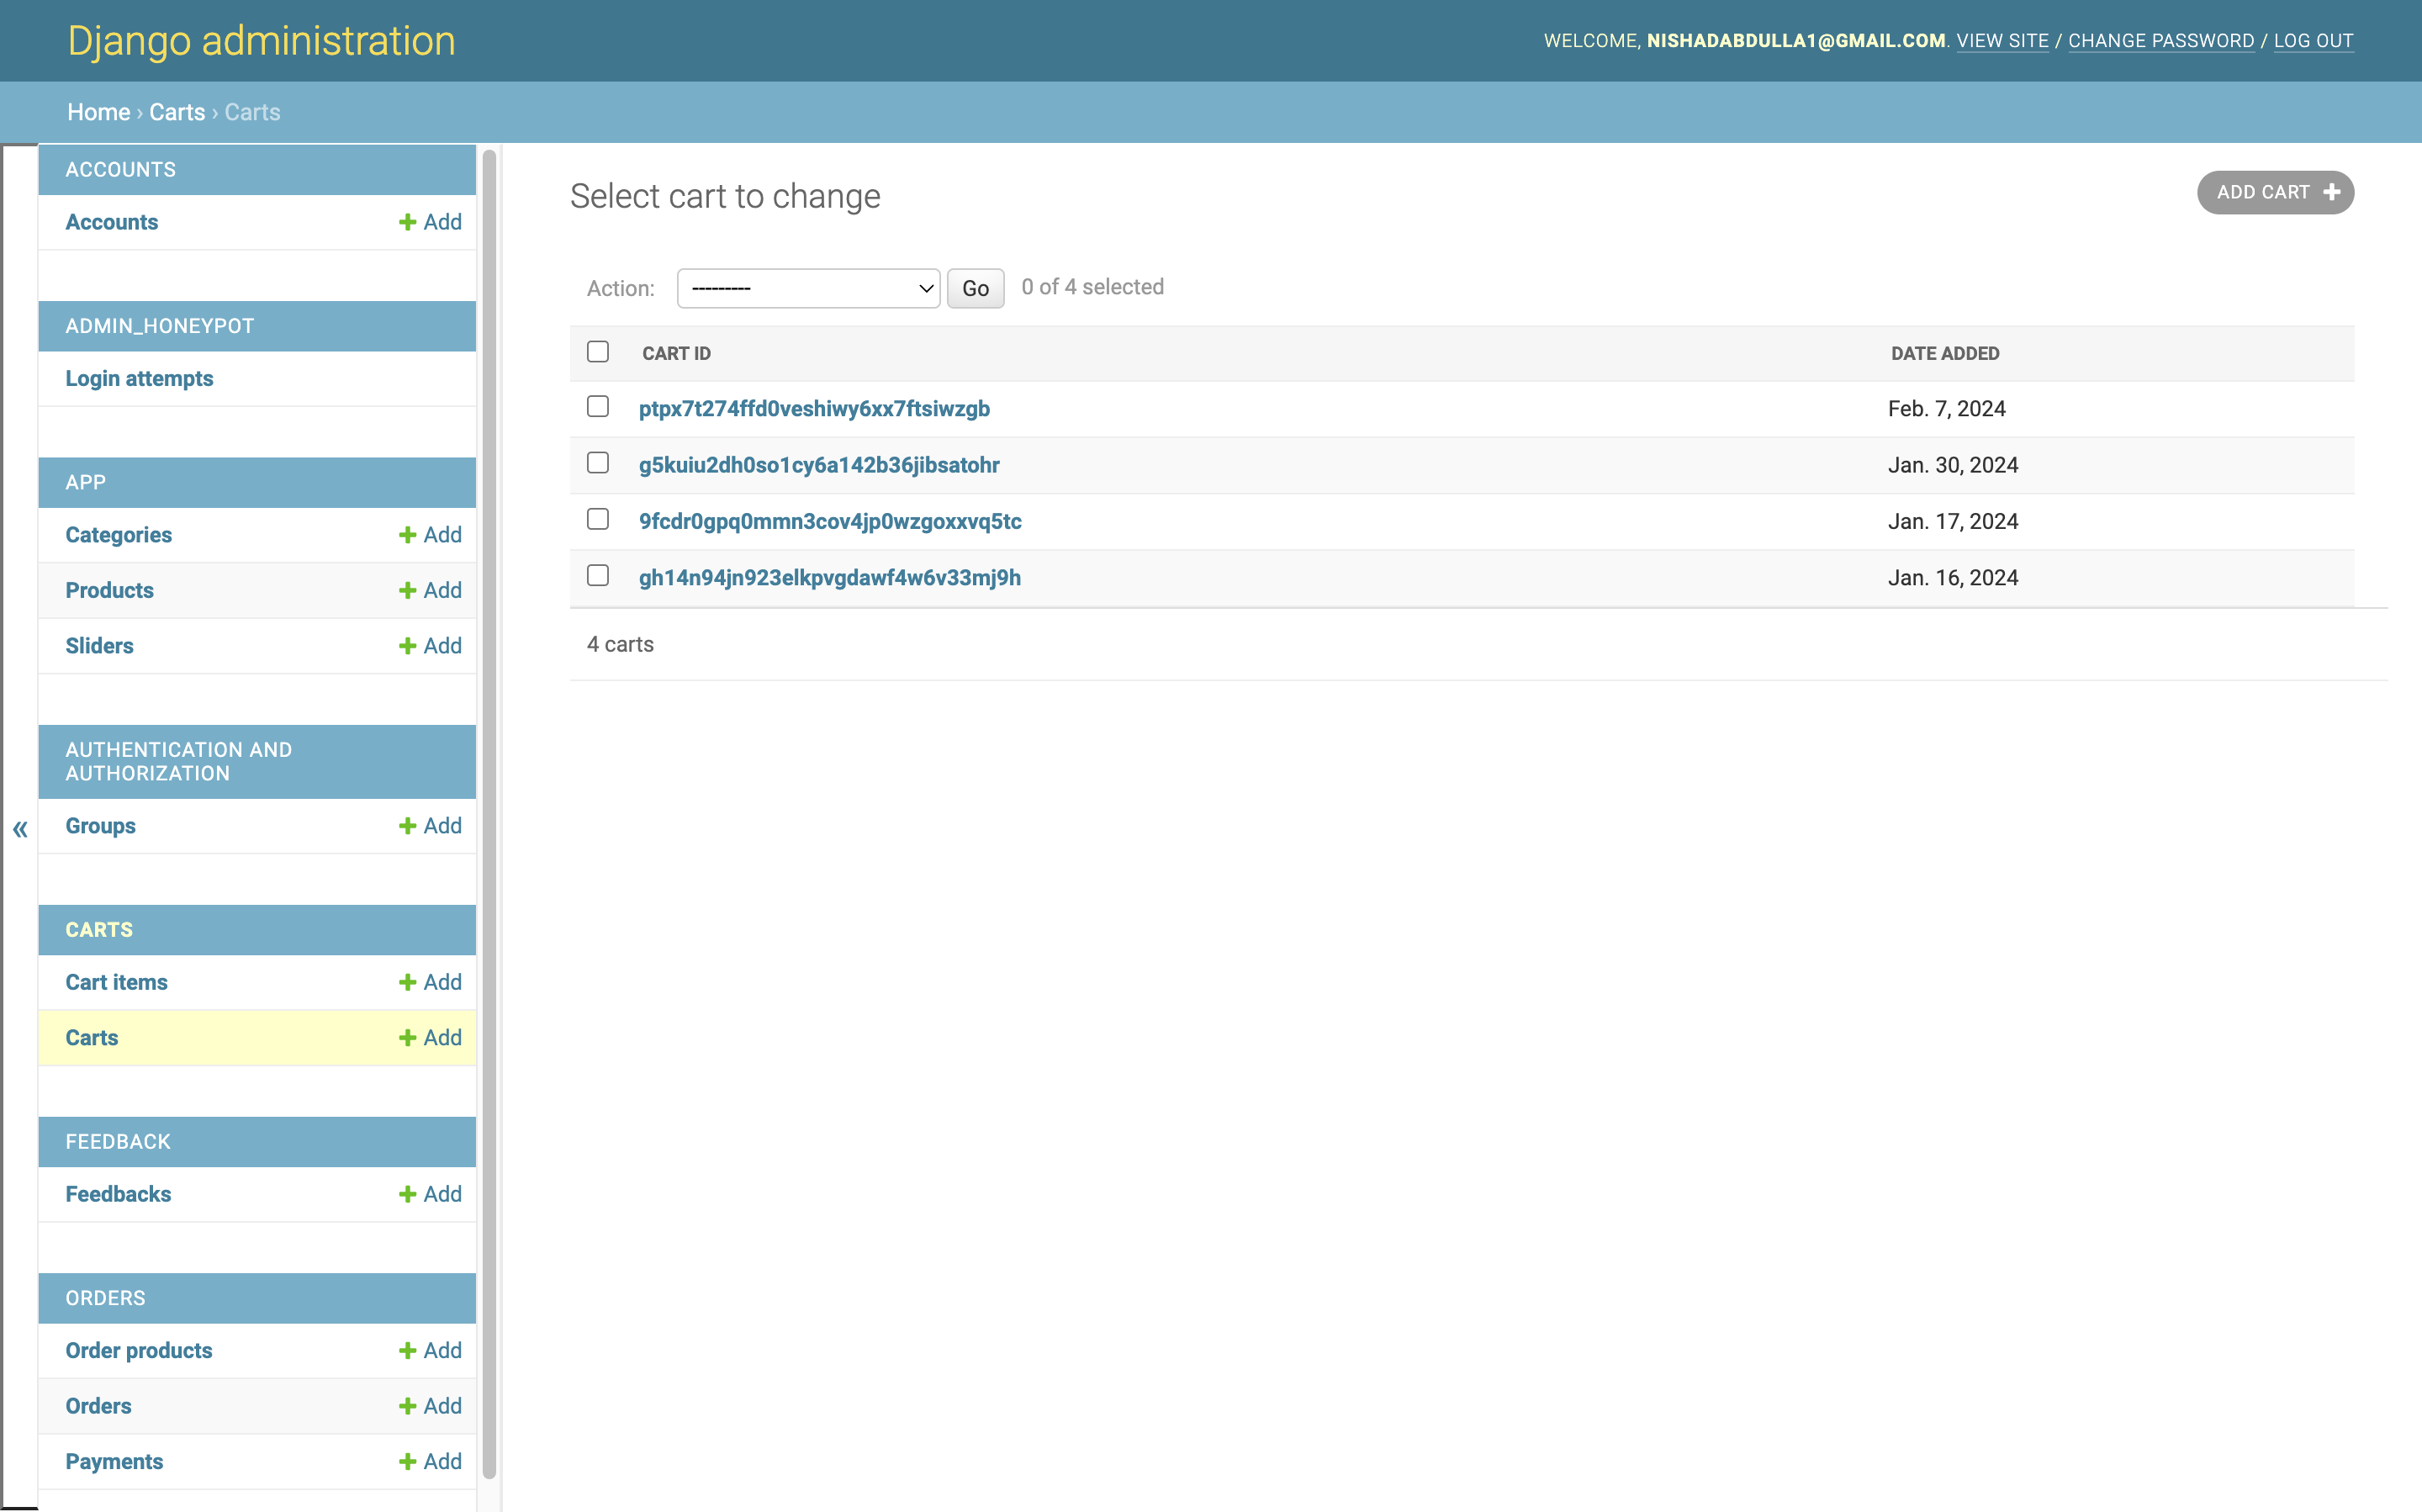 Django administration
WELCOME, NISHADABDULLA1@GMAIL.COM. VIEW SITE / CHANGE PASSWORD / LOG OUT
Home › Carts › Carts
ACCOUNTS
Accounts + Add
ADMIN_HONEYPOT
Login attempts
APP
Categories + Add
Products + Add
Sliders + Add
AUTHENTICATION AND
AUTHORIZATION
Groups + Add
CARTS
Cart items + Add
Carts + Add
FEEDBACK
Feedbacks + Add
ORDERS
Order products + Add
Orders + Add
Payments + Add
«
Select cart to change
ADD CART +
Action: --------- Go 0 of 4 selected
CART ID DATE ADDED
ptpx7t274ffd0veshiwy6xx7ftsiwzgb Feb. 7, 2024
g5kuiu2dh0so1cy6a142b36jibsatohr Jan. 30, 2024
9fcdr0gpq0mmn3cov4jp0wzgoxxvq5tc Jan. 17, 2024
gh14n94jn923elkpvgdawf4w6v33mj9h Jan. 16, 2024
4 carts